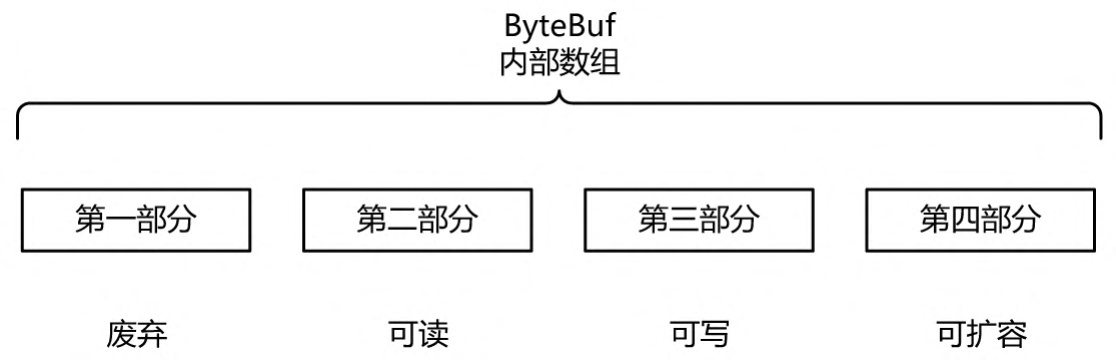 ByteBuf
内部数组
第一部分
第二部分
第三部分
第四部分
废弃
可读
可写
可扩容